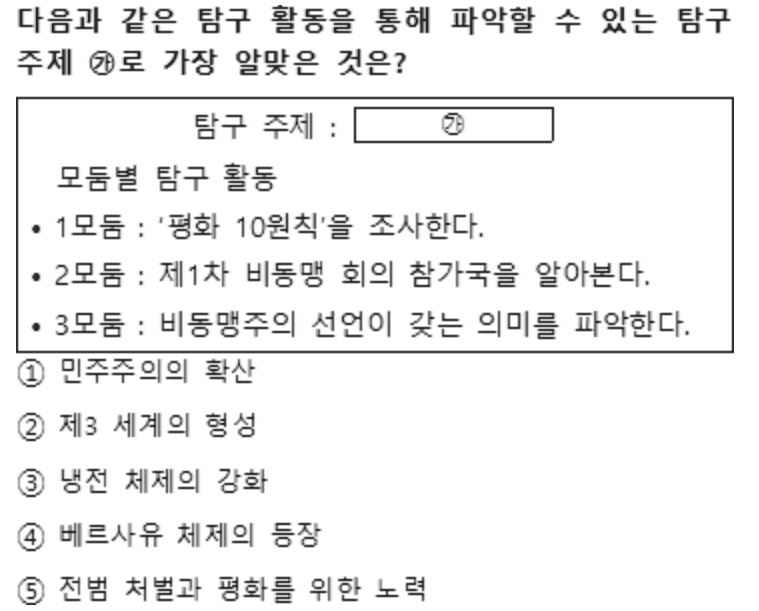 다음과 같은 탐구 활동을 통해 파악할 수 있는 탐구
주제 ㉮로 가장 알맞은 것은?
탐구 주제 : ㉮
모둠별 탐구 활동
• 1모둠 : ‘평화 10원칙’을 조사한다.
• 2모둠 : 제1차 비동맹 회의 참가국을 알아본다.
• 3모둠 : 비동맹주의 선언이 갖는 의미를 파악한다.
① 민주주의의 확산
② 제3 세계의 형성
③ 냉전 체제의 강화
④ 베르사유 체제의 등장
⑤ 전범 처벌과 평화를 위한 노력